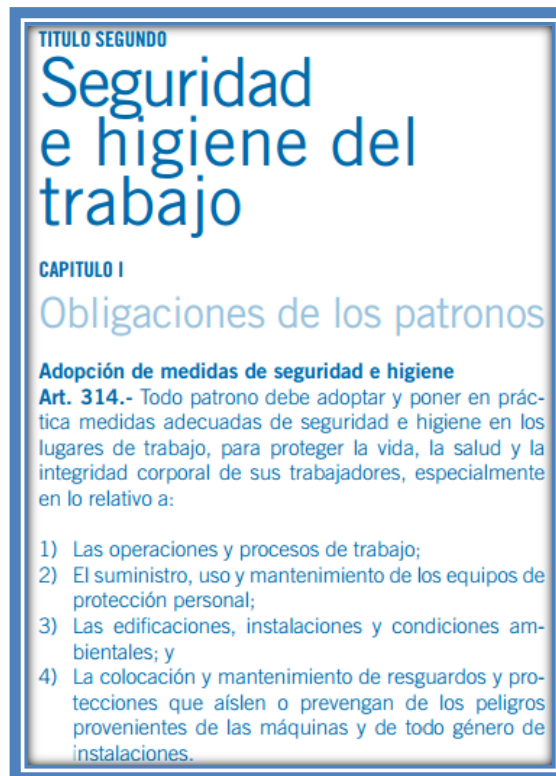 TITULO SEGUNDO
Seguridad
e higiene del
trabajo
CAPITULO I
Obligaciones de los patronos
Adopción de medidas de seguridad e higiene
Art. 314.- Todo patrono debe adoptar y poner en prác-
tica medidas adecuadas de seguridad e higiene en los
lugares de trabajo, para proteger la vida, la salud y la
integridad corporal de sus trabajadores, especialmente
en lo relativo a:
1) Las operaciones y procesos de trabajo;
2) El suministro, uso y mantenimiento de los equipos de
protección personal;
3) Las edificaciones, instalaciones y condiciones am-
bientales; y
4) La colocación y mantenimiento de resguardos y pro-
tecciones que aíslen o prevengan de los peligros
provenientes de las máquinas y de todo género de
instalaciones.